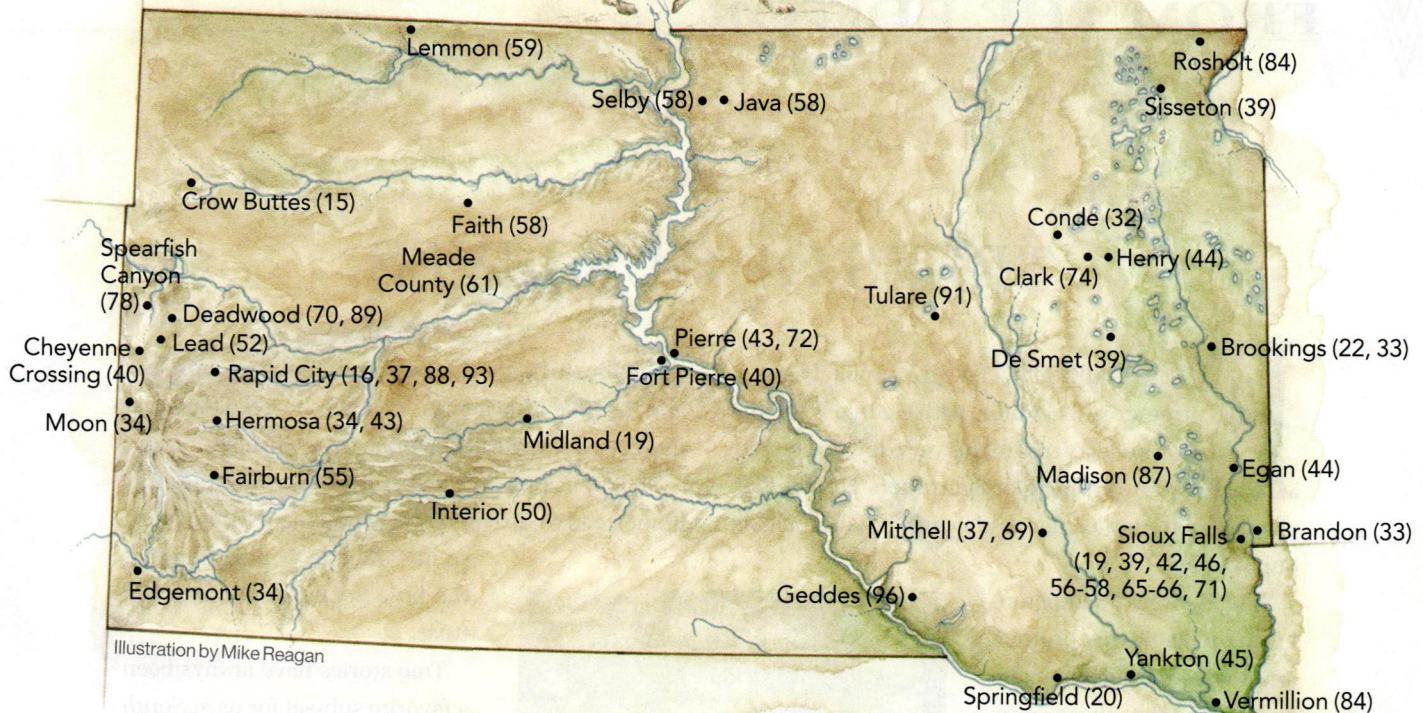 Lemmon (59)
Rosholt (84)
Selby (58)
Java (58)
Sisseton (39)
Crow Buttes (15)
Faith (58)
Conde (32)
Spearfish
Canyon
(78)
Meade
County (61)
Henry (44)
Clark (74)
Tulare (91)
Deadwood (70, 89)
Lead (52)
Pierre (43, 72)
Cheyenne
Crossing (40)
De Smet (39)
Brookings (22, 33)
Rapid City (16, 37, 88, 93)
Fort Pierre (40)
Moon (34)
Hermosa (34, 43)
Midland (19)
Fairburn (55)
Madison (87)
Egan (44)
Interior (50)
Mitchell (37, 69)
Sioux Falls
(19, 39, 42, 46,
56-58, 65-66, 71)
Brandon (33)
Edgemont (34)
Geddes (96)
Illustration by Mike Reagan
Yankton (45)
Springfield (20)
Vermillion (84)